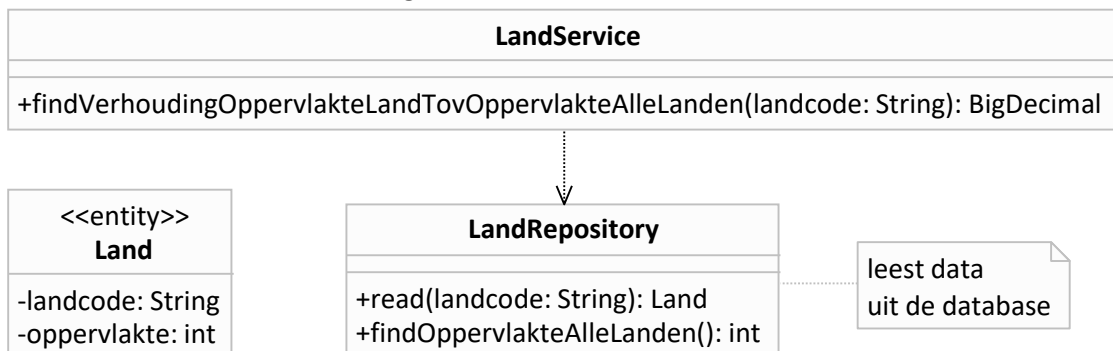 LandService
+findVerhoudingOppervlakteLandTovOppervlakteAlleLanden(landcode: String): BigDecimal
<<entity>>
Land
-landcode: String
-oppervlakte: int
LandRepository
+read(landcode: String): Land
+findOppervlakteAlleLanden(): int
leest data
uit de database